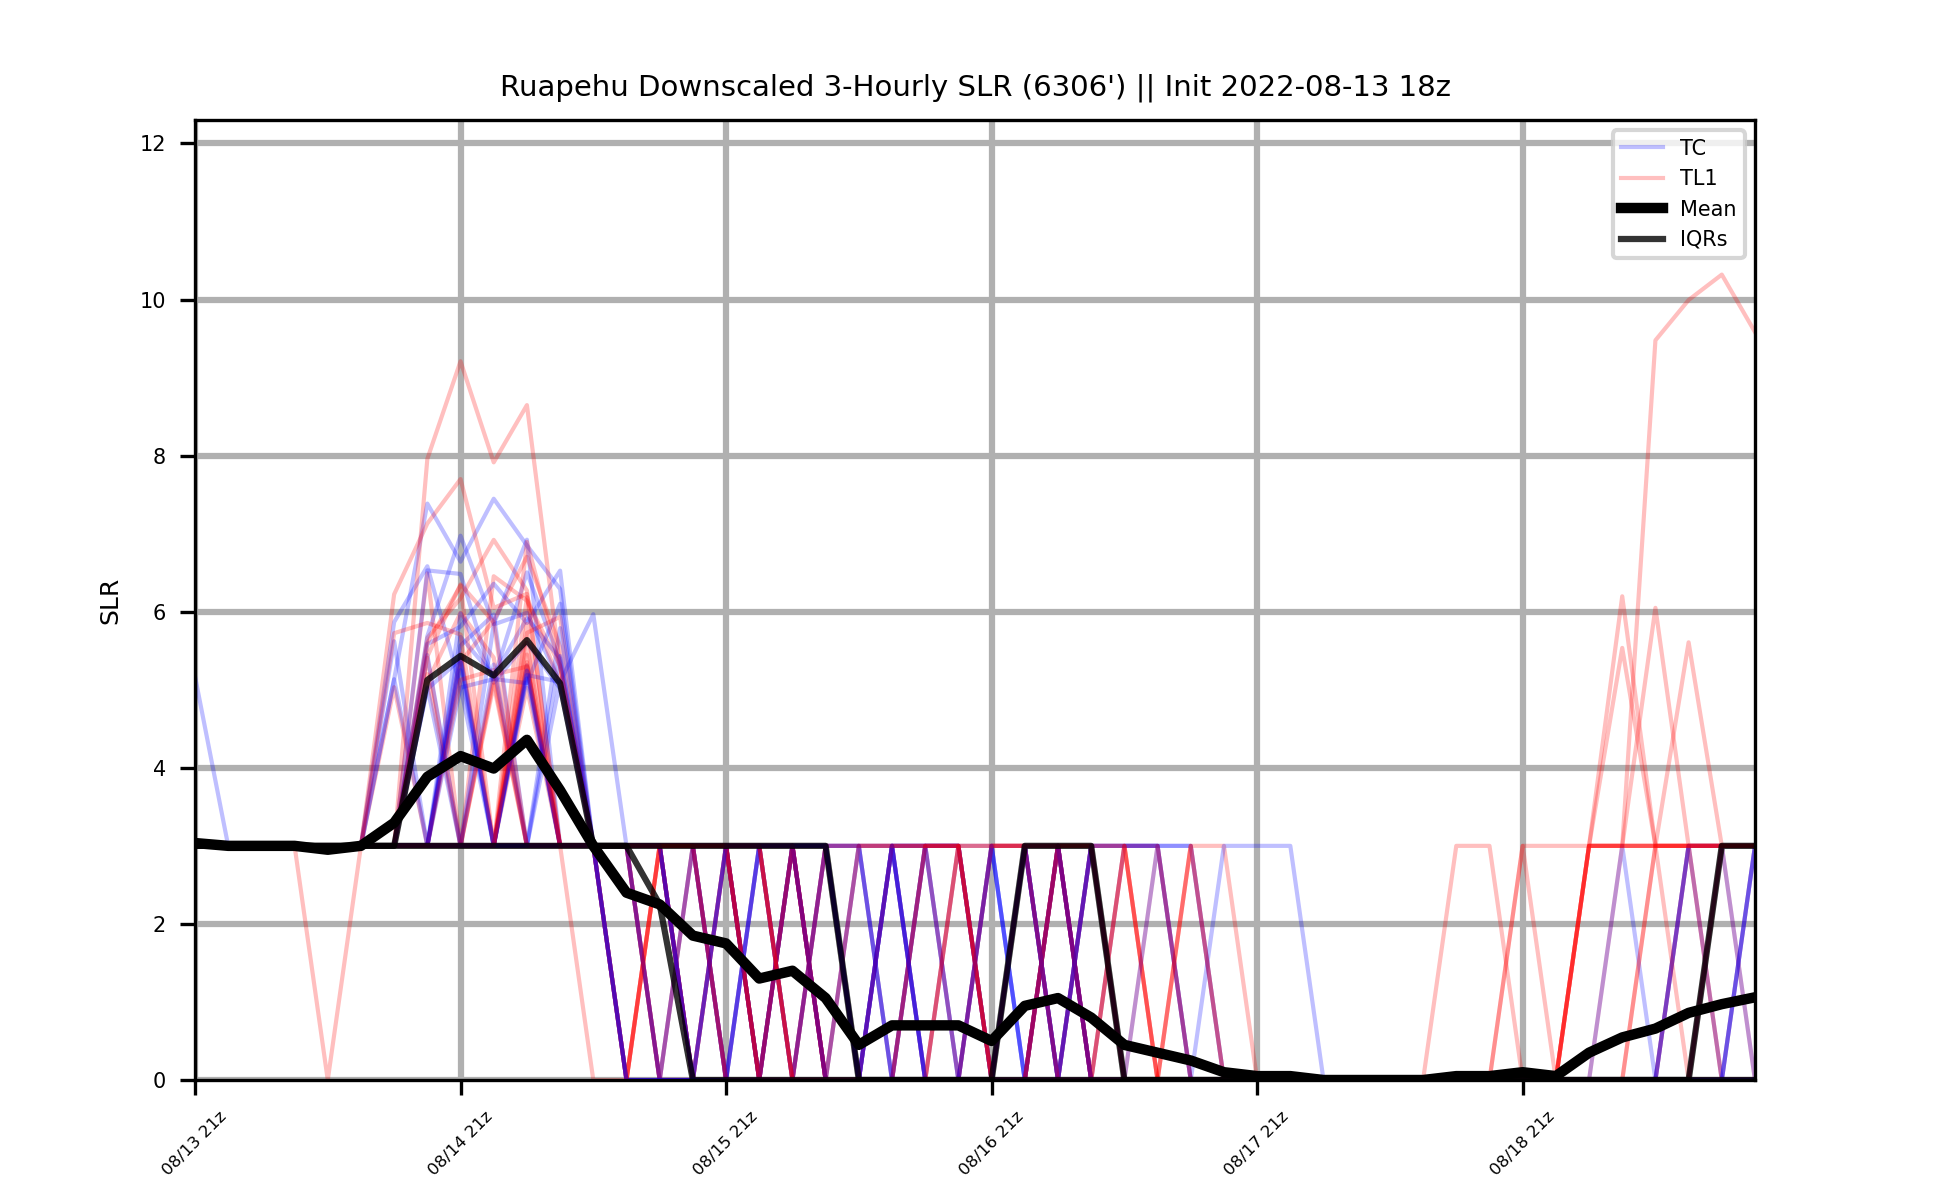 Ruapehu Downscaled 3-Hourly SLR (6306') || Init 2022-08-13 18z
TC
TL1
Mean
IQRs
SLR
12
10
8
6
4
2
0
08/13 21z
08/14 21z
08/15 21z
08/16 21z
08/17 21z
08/18 21z